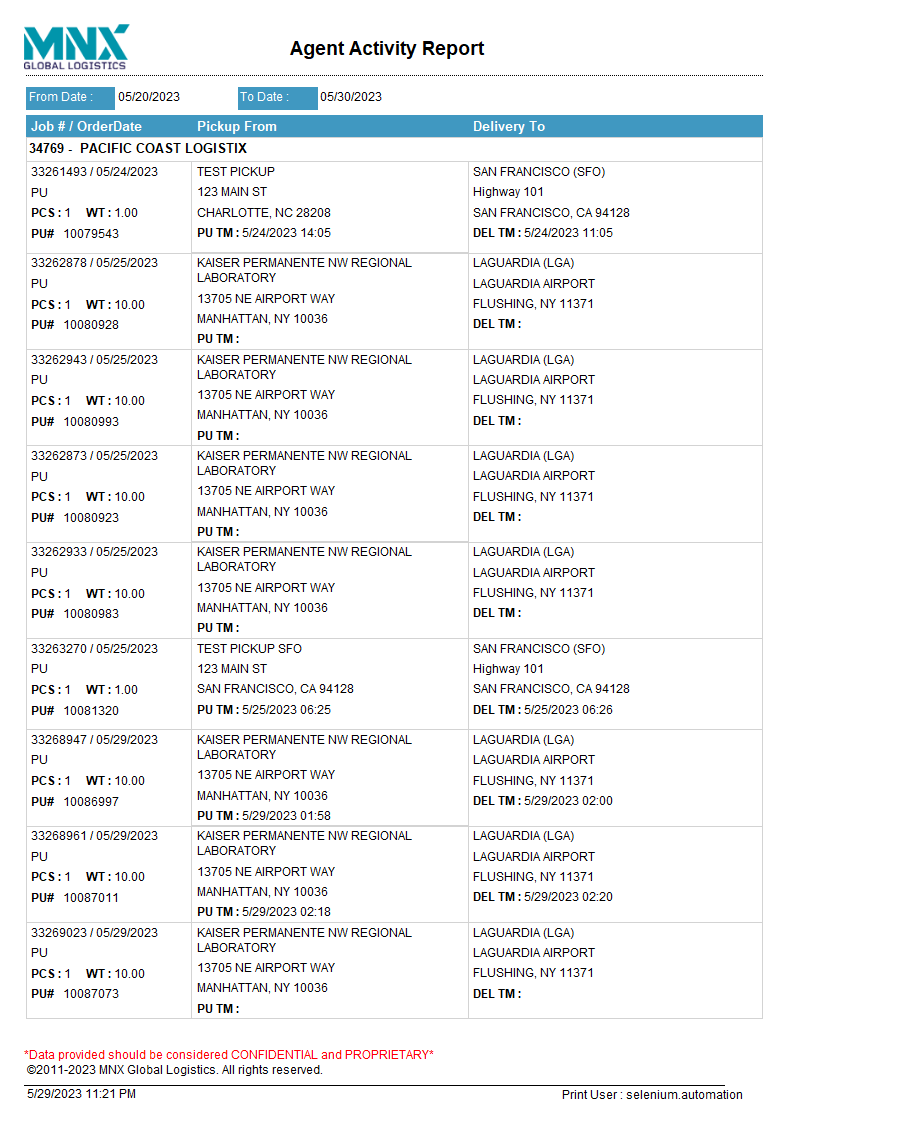 MNX
GLOBAL LOGISTICS
Agent Activity Report
From Date : 05/20/2023 To Date : 05/30/2023
Job # / OrderDate Pickup From Delivery To
34769 - PACIFIC COAST LOGISTIX
33261493 / 05/24/2023
PU
PCS : 1 WT : 1.00
PU# 10079543
TEST PICKUP
123 MAIN ST
CHARLOTTE, NC 28208
PU TM : 5/24/2023 14:05
SAN FRANCISCO (SFO)
Highway 101
SAN FRANCISCO, CA 94128
DEL TM : 5/24/2023 11:05
33262878 / 05/25/2023
PU
PCS : 1 WT : 10.00
PU# 10080928
KAISER PERMANENTE NW REGIONAL
LABORATORY
13705 NE AIRPORT WAY
MANHATTAN, NY 10036
PU TM :
LAGUARDIA (LGA)
LAGUARDIA AIRPORT
FLUSHING, NY 11371
DEL TM :
33262943 / 05/25/2023
PU
PCS : 1 WT : 10.00
PU# 10080993
KAISER PERMANENTE NW REGIONAL
LABORATORY
13705 NE AIRPORT WAY
MANHATTAN, NY 10036
PU TM :
LAGUARDIA (LGA)
LAGUARDIA AIRPORT
FLUSHING, NY 11371
DEL TM :
33262873 / 05/25/2023
PU
PCS : 1 WT : 10.00
PU# 10080923
KAISER PERMANENTE NW REGIONAL
LABORATORY
13705 NE AIRPORT WAY
MANHATTAN, NY 10036
PU TM :
LAGUARDIA (LGA)
LAGUARDIA AIRPORT
FLUSHING, NY 11371
DEL TM :
33262933 / 05/25/2023
PU
PCS : 1 WT : 10.00
PU# 10080983
KAISER PERMANENTE NW REGIONAL
LABORATORY
13705 NE AIRPORT WAY
MANHATTAN, NY 10036
PU TM :
LAGUARDIA (LGA)
LAGUARDIA AIRPORT
FLUSHING, NY 11371
DEL TM :
33263270 / 05/25/2023
PU
PCS : 1 WT : 1.00
PU# 10081320
TEST PICKUP SFO
123 MAIN ST
SAN FRANCISCO, CA 94128
PU TM : 5/25/2023 06:25
SAN FRANCISCO (SFO)
Highway 101
SAN FRANCISCO, CA 94128
DEL TM : 5/25/2023 06:26
33268947 / 05/29/2023
PU
PCS : 1 WT : 10.00
PU# 10086997
KAISER PERMANENTE NW REGIONAL
LABORATORY
13705 NE AIRPORT WAY
MANHATTAN, NY 10036
PU TM : 5/29/2023 01:58
LAGUARDIA (LGA)
LAGUARDIA AIRPORT
FLUSHING, NY 11371
DEL TM : 5/29/2023 02:00
33268961 / 05/29/2023
PU
PCS : 1 WT : 10.00
PU# 10087011
KAISER PERMANENTE NW REGIONAL
LABORATORY
13705 NE AIRPORT WAY
MANHATTAN, NY 10036
PU TM : 5/29/2023 02:18
LAGUARDIA (LGA)
LAGUARDIA AIRPORT
FLUSHING, NY 11371
DEL TM : 5/29/2023 02:20
33269023 / 05/29/2023
PU
PCS : 1 WT : 10.00
PU# 10087073
KAISER PERMANENTE NW REGIONAL
LABORATORY
13705 NE AIRPORT WAY
MANHATTAN, NY 10036
PU TM :
LAGUARDIA (LGA)
LAGUARDIA AIRPORT
FLUSHING, NY 11371
DEL TM :
*Data provided should be considered CONFIDENTIAL and PROPRIETARY*
©2011-2023 MNX Global Logistics. All rights reserved.
5/29/2023 11:21 PM Print User : selenium.automation